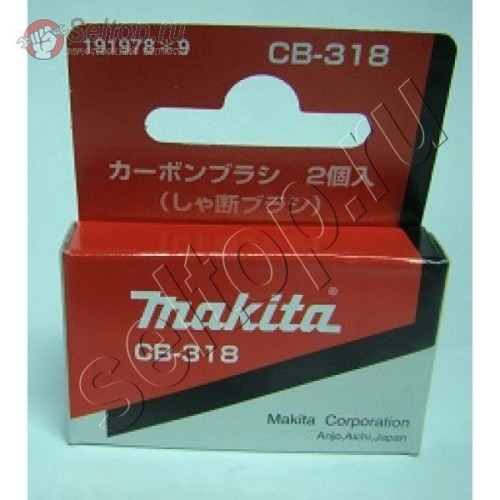 Seltop.ru
191978*9
CB-318
カーボンブラシ 2個入
(しゃ断ブラシ)
makita®
CB-318
Makita Corporation
Anjo,Aichi,Japan
seltop.ru